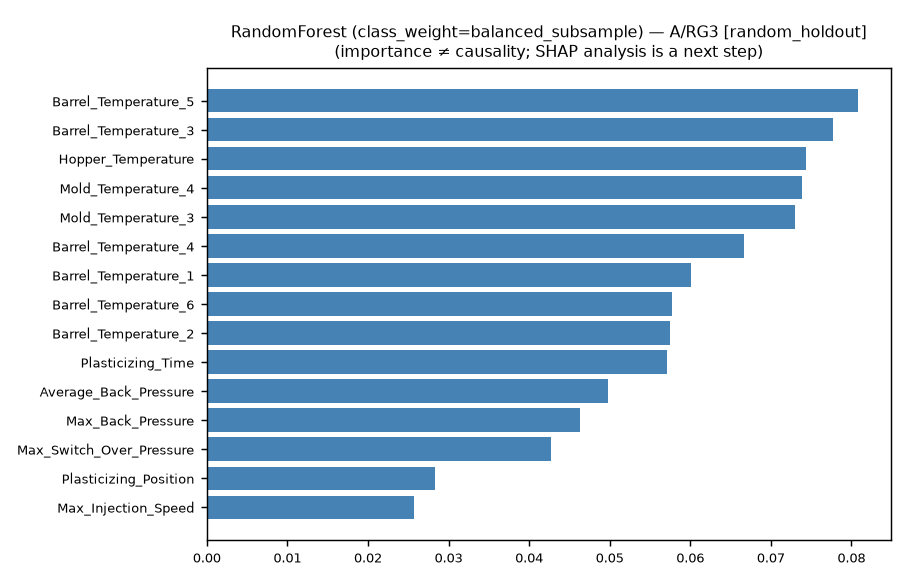 RandomForest (class_weight=balanced_subsample) — A/RG3 [random_holdout]
(importance ≠ causality; SHAP analysis is a next step)
Barrel_Temperature_5
Barrel_Temperature_3
Hopper_Temperature
Mold_Temperature_4
Mold_Temperature_3
Barrel_Temperature_4
Barrel_Temperature_1
Barrel_Temperature_6
Barrel_Temperature_2
Plasticizing_Time
Average_Back_Pressure
Max_Back_Pressure
Max_Switch_Over_Pressure
Plasticizing_Position
Max_Injection_Speed
0.00 0.01 0.02 0.03 0.04 0.05 0.06 0.07 0.08